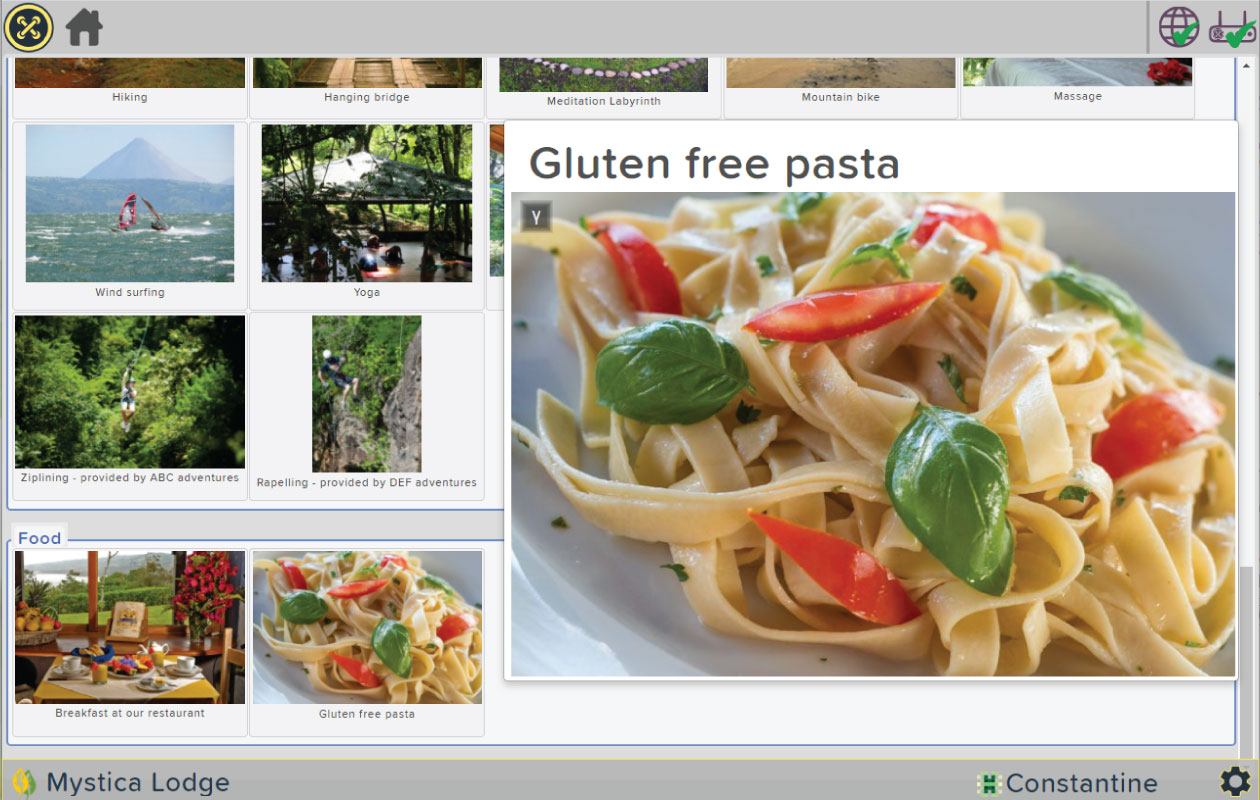 Hiking
Hanging bridge
Meditation Labyrinth
Mountain bike
Massage
Gluten free pasta
Y
Wind surfing
Yoga
Ziplining - provided by ABC adventures
Rapelling - provided by DEF adventures
Food
Breakfast at our restaurant
Gluten free pasta
Mystica Lodge
Constantine